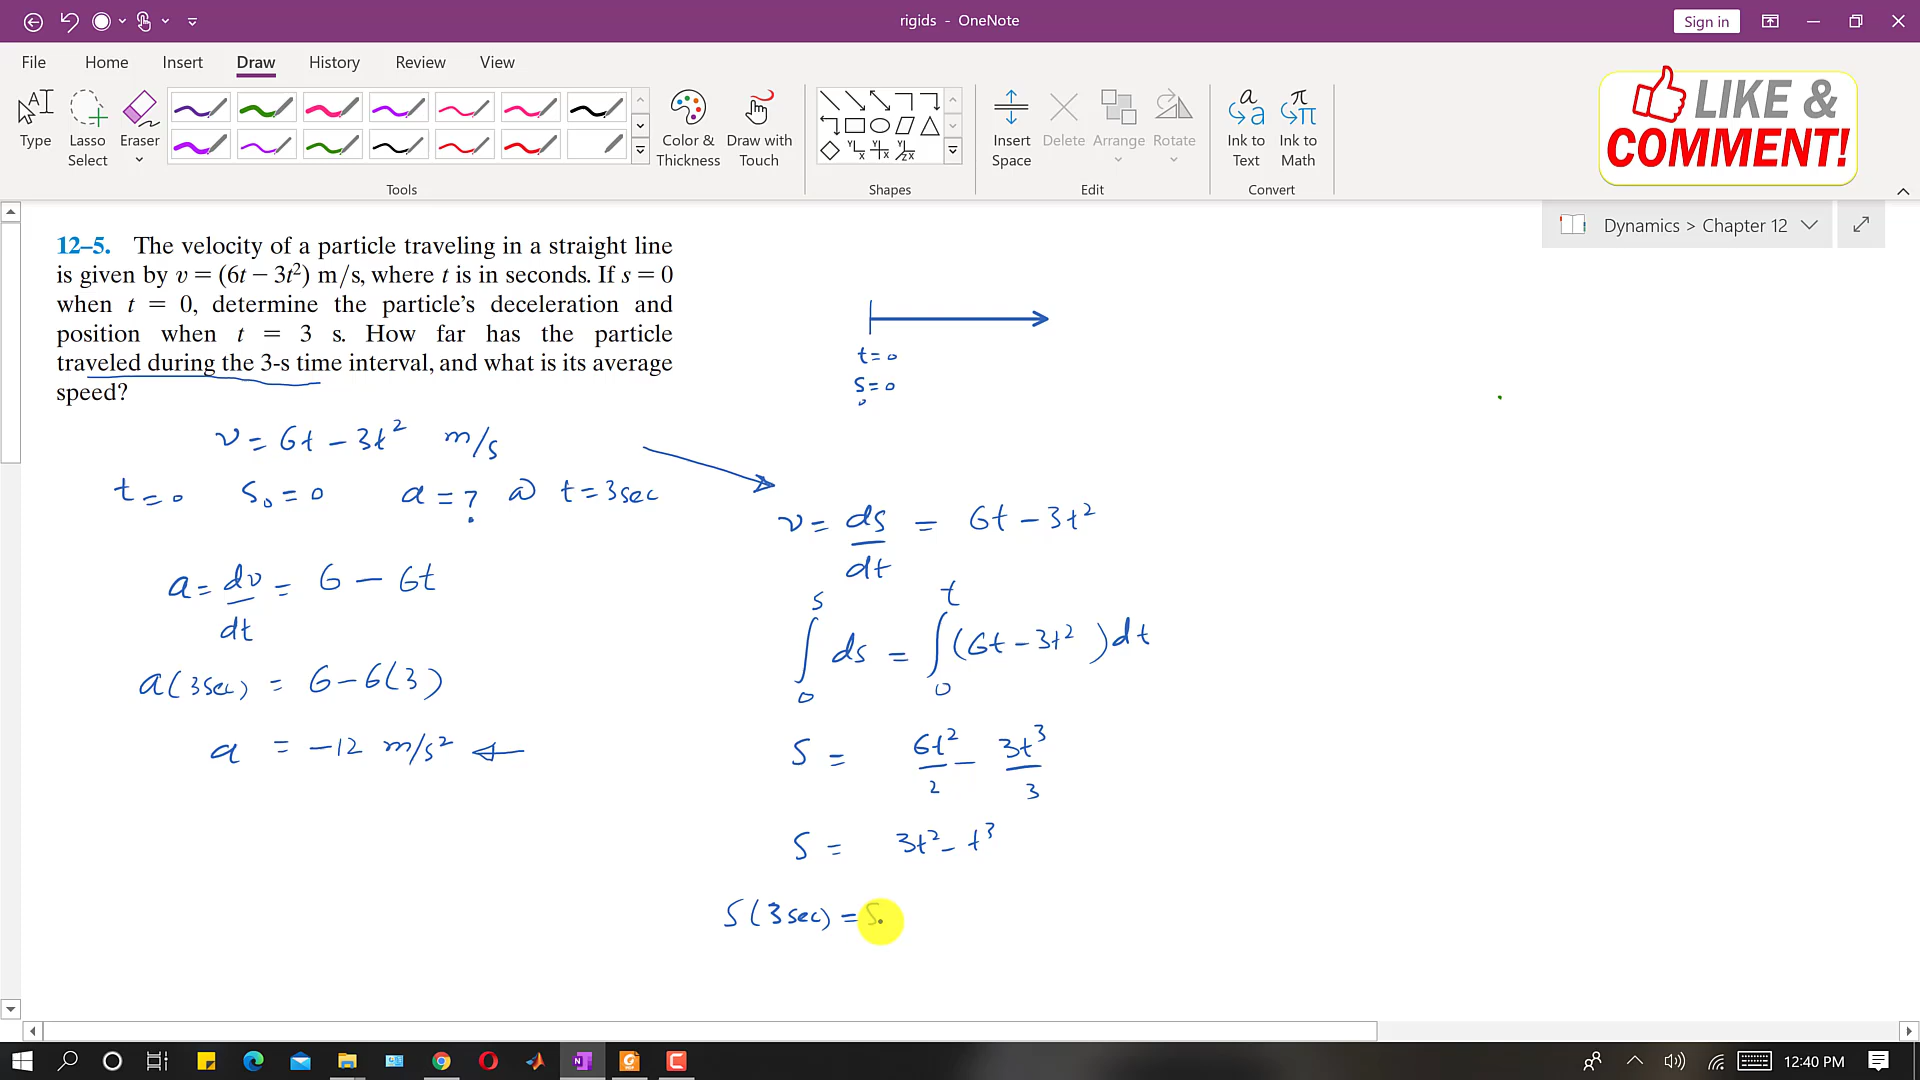 rigids - OneNote
Sign in
File Home Insert Draw History Review View
Type
Lasso Select
Eraser
Color & Thickness
Draw with Touch
Insert Space
Delete
Arrange
Rotate
Ink to Text
Ink to Math
Tools
Shapes
Edit
Convert
LIKE &
COMMENT!
Dynamics > Chapter 12
12–5. The velocity of a particle traveling in a straight line
is given by v = (6t − 3t²) m/s, where t is in seconds. If s = 0
when t = 0, determine the particle's deceleration and
position when t = 3 s. How far has the particle
traveled during the 3-s time interval, and what is its average
speed?
t = 0
S = 0
0
v = 6t − 3t² m/s
t = 0 S₀ = 0 a = ? @ t = 3 sec
a = dv/dt = 6 − 6t
a(3sec) = 6 − 6(3)
a = −12 m/s²
v = ds/dt = 6t − 3t²
∫₀ˢ ds = ∫₀ᵗ (6t − 3t²) dt
S = 6t²/2 − 3t³/3
S = 3t² − t³
S(3sec) = S
12:40 PM